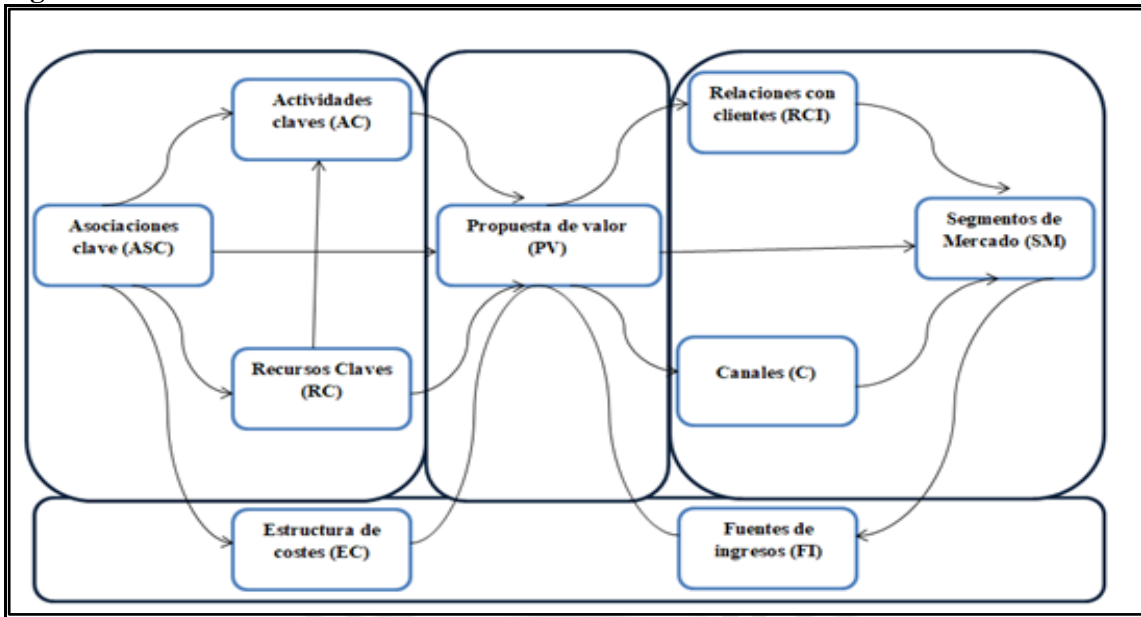 Actividades
claves (AC)
Relaciones con
clientes (RCI)
Asociaciones
clave (ASC)
Propuesta de valor
(PV)
Segmentos de
Mercado (SM)
Recursos Claves
(RC)
Canales (C)
Estructura de
costes (EC)
Fuentes de
ingresos (FI)